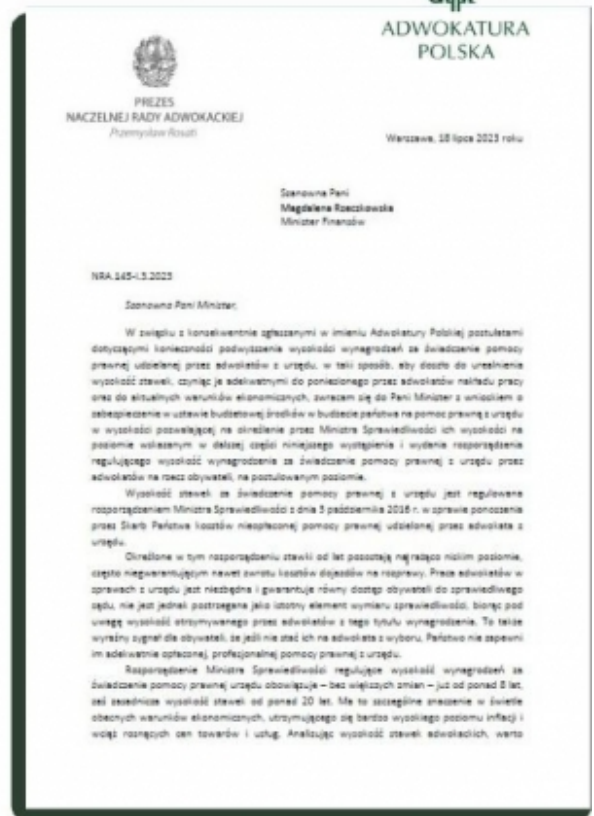 ADWOKATURA
POLSKA
PREZES
NACZELNEJ RADY ADWOKACKIEJ
Przemysław Rosati
Warszawa, 18 lipca 2023 roku
Szanowna Pani
Magdalena Rzeczkowska
Minister Finansów
NRA.145-I.3.2023
Szanowna Pani Minister,
W związku z konsekwentnie zgłaszanymi w imieniu Adwokatury Polskiej postulatami
dotyczącymi konieczności podwyższenia wysokości wynagrodzeń za świadczenie pomocy
prawnej udzielanej przez adwokatów z urzędu, w taki sposób, aby doszło do urealnienia
wysokość stawek, czyniąc je adekwatnymi do poniesionego przez adwokatów nakładu pracy
oraz do aktualnych warunków ekonomicznych, zwracam się do Pani Minister z wnioskiem o
zabezpieczenie w ustawie budżetowej środków w budżecie państwa na pomoc prawną z urzędu
w wysokości pozwalającej na określenie przez Ministra Sprawiedliwości ich wysokości na
poziomie wskazanym w dalszej części niniejszego wystąpienia i wydania rozporządzenia
regulującego wysokość wynagrodzenia za świadczenie pomocy prawnej z urzędu przez
adwokatów na rzecz obywateli, na postulowanym poziomie.
Wysokość stawek za świadczenie pomocy prawnej z urzędu jest regulowana
rozporządzeniem Ministra Sprawiedliwości z dnia 3 października 2016 r. w sprawie ponoszenia
przez Skarb Państwa kosztów nieopłaconej pomocy prawnej udzielonej przez adwokata z
urzędu.
Określone w tym rozporządzeniu stawki od lat pozostają na rażąco niskim poziomie,
często niegwarantującym nawet zwrotu kosztów dojazdów na rozprawy. Praca adwokatów w
sprawach z urzędu jest niezbędna i gwarantuje równy dostęp obywateli do sprawiedliwego
sądu, nie jest jednak postrzegana jako istotny element wymiaru sprawiedliwości, biorąc pod
uwagę wysokość otrzymywanego przez adwokatów z tego tytułu wynagrodzenia. To także
wyraźny sygnał dla obywateli, że jeśli nie stać ich na adwokata z wyboru, Państwo nie zapewni
im adekwatnie opłaconej, profesjonalnej pomocy prawnej z urzędu.
Rozporządzenie Ministra Sprawiedliwości regulujące wysokość wynagrodzeń za
świadczenie pomocy prawnej urzędu obowiązuje – bez większych zmian – już od ponad 8 lat,
zaś zasadnicze wysokość stawek od ponad 20 lat. Ma to szczególne znaczenie w świetle
obecnych warunków ekonomicznych, utrzymującego się bardzo wysokiego poziomu inflacji i
wciąż rosnących cen towarów i usług. Analizując wysokość stawek adwokackich, warto